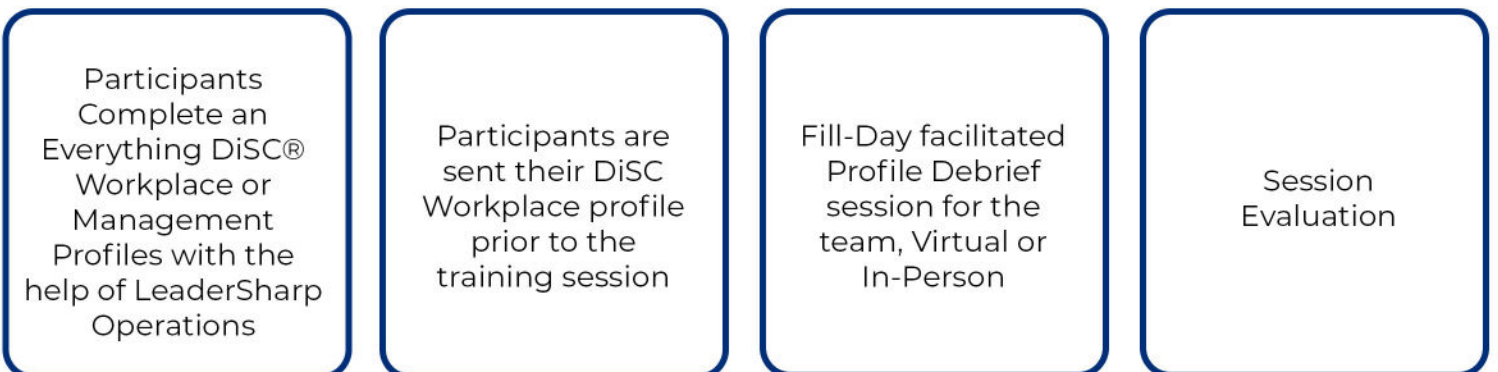 Participants
Complete an
Everything DiSC®
Workplace or
Management
Profiles with the
help of LeaderSharp
Operations
Participants are
sent their DiSC
Workplace profile
prior to the
training session
Fill-Day facilitated
Profile Debrief
session for the
team, Virtual or
In-Person
Session
Evaluation